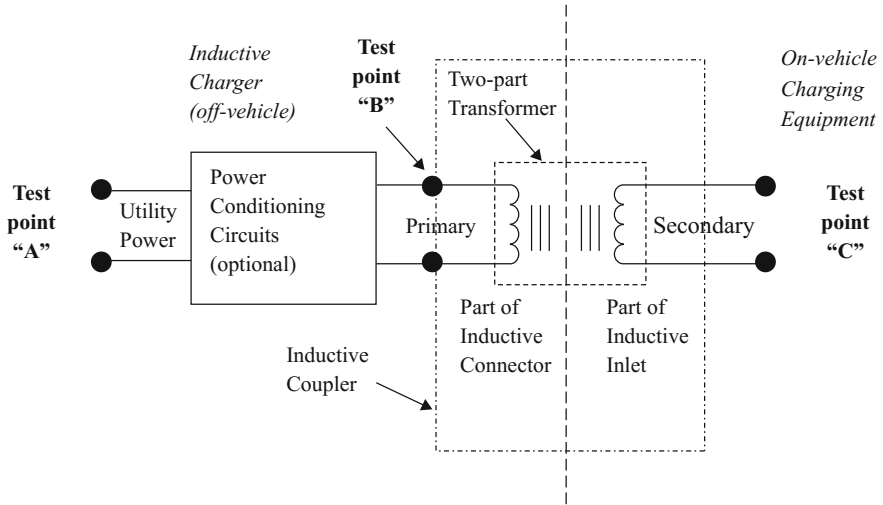 Inductive
Charger
(off-vehicle)
Test
point
“B”
Two-part
Transformer
On-vehicle
Charging
Equipment
Test
point
“A”
Utility
Power
Power
Conditioning
Circuits
(optional)
Primary
Secondary
Test
point
“C”
Part of
Inductive
Connector
Part of
Inductive
Inlet
Inductive
Coupler